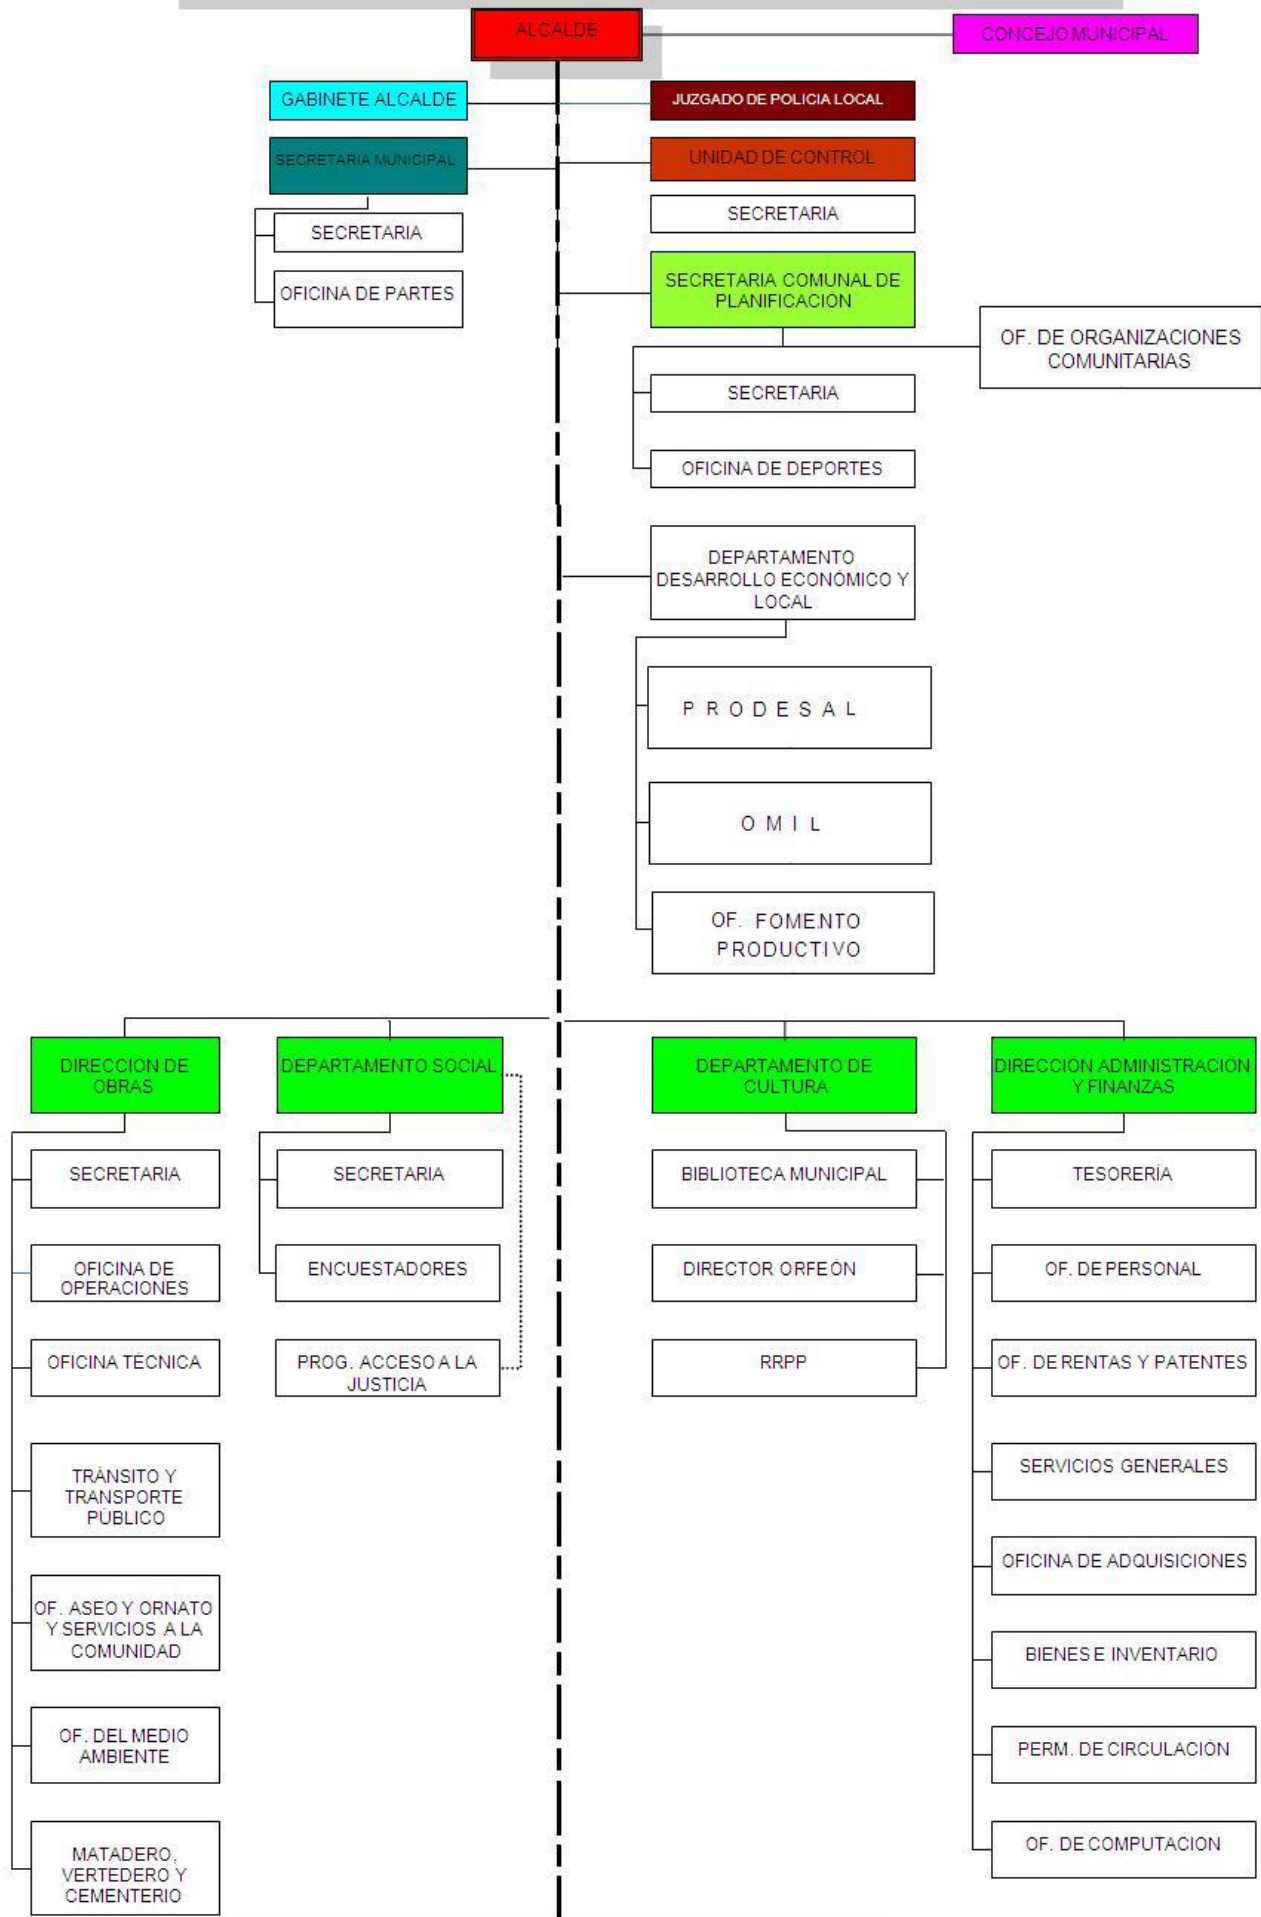 ALCALDE
CONCEJO MUNICIPAL
GABINETE ALCALDE
JUZGADO DE POLICIA LOCAL
SECRETARIA MUNICIPAL
UNIDAD DE CONTROL
SECRETARIA
SECRETARIA
OFICINA DE PARTES
SECRETARIA COMUNAL DE
PLANIFICACIÓN
OF. DE ORGANIZACIONES
COMUNITARIAS
SECRETARIA
OFICINA DE DEPORTES
DEPARTAMENTO
DESARROLLO ECONÓMICO Y
LOCAL
P R O D E S A L
O M I L
OF. FOMENTO
PRODUCTIVO
DIRECCIÓN DE
OBRAS
DEPARTAMENTO SOCIAL
DEPARTAMENTO DE
CULTURA
DIRECCIÓN ADMINISTRACIÓN
Y FINANZAS
SECRETARIA
OFICINA DE
OPERACIONES
OFICINA TÉCNICA
TRÁNSITO Y
TRANSPORTE
PÚBLICO
OF. ASEO Y ORNATO
Y SERVICIOS A LA
COMUNIDAD
OF. DEL MEDIO
AMBIENTE
MATADERO,
VERTEDERO Y
CEMENTERIO
SECRETARIA
ENCUESTADORES
PROG. ACCESO A LA
JUSTICIA
BIBLIOTECA MUNICIPAL
DIRECTOR ORFEÓN
RRPP
TESORERÍA
OF. DE PERSONAL
OF. DE RENTAS Y PATENTES
SERVICIOS GENERALES
OFICINA DE ADQUISICIONES
BIENES E INVENTARIO
PERM. DE CIRCULACIÓN
OF. DE COMPUTACION